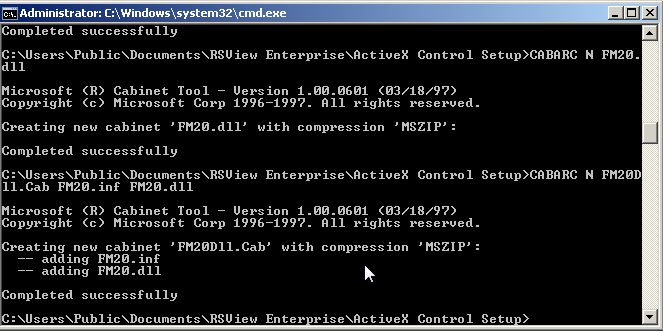 Administrator: C:\Windows\system32\cmd.exe
Completed successfully
C:\Users\Public\Documents\RSView Enterprise\ActiveX Control Setup>CABARC N FM20.
dll
Microsoft (R) Cabinet Tool - Version 1.00.0601 (03/18/97)
Copyright (c) Microsoft Corp 1996-1997. All rights reserved.
Creating new cabinet 'FM20.dll' with compression 'MSZIP':
Completed successfully
C:\Users\Public\Documents\RSView Enterprise\ActiveX Control Setup>CABARC N FM20D
ll.Cab FM20.inf FM20.dll
Microsoft (R) Cabinet Tool - Version 1.00.0601 (03/18/97)
Copyright (c) Microsoft Corp 1996-1997. All rights reserved.
Creating new cabinet 'FM20Dll.Cab' with compression 'MSZIP':
-- adding FM20.inf
-- adding FM20.dll
Completed successfully
C:\Users\Public\Documents\RSView Enterprise\ActiveX Control Setup>